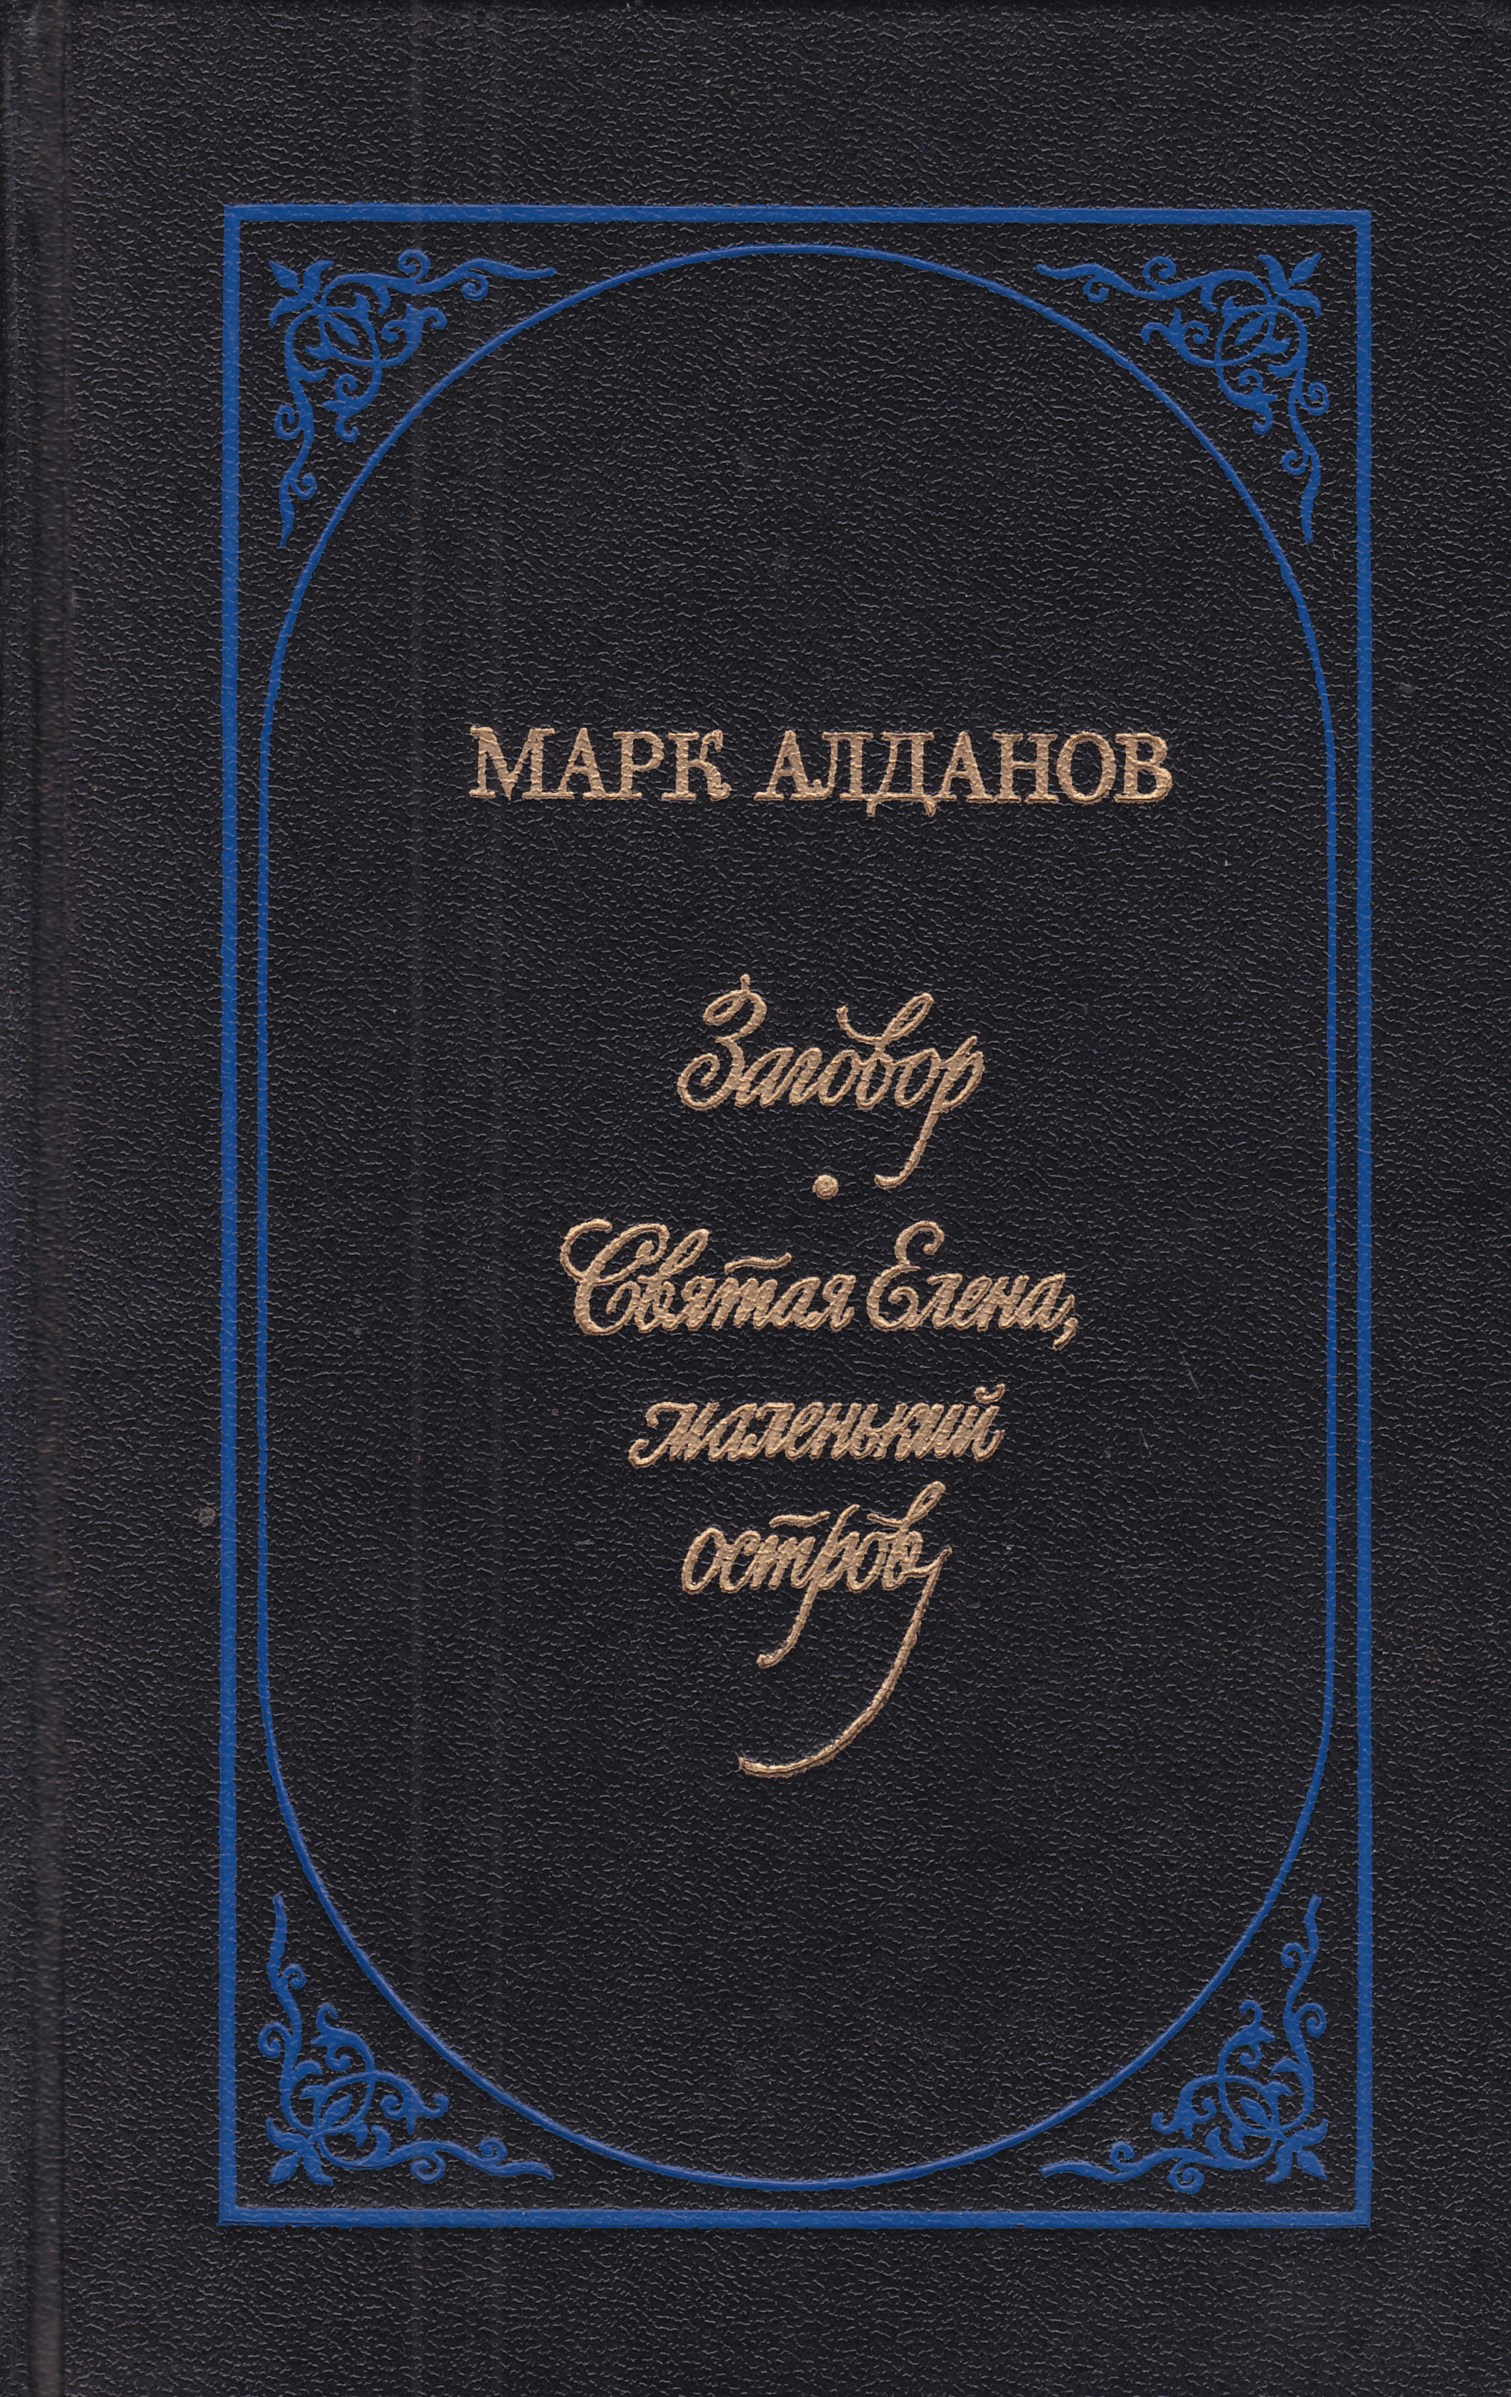 МАРК АЛДАНОВ
Заговор
•
Святая Елена,
маленький
остров